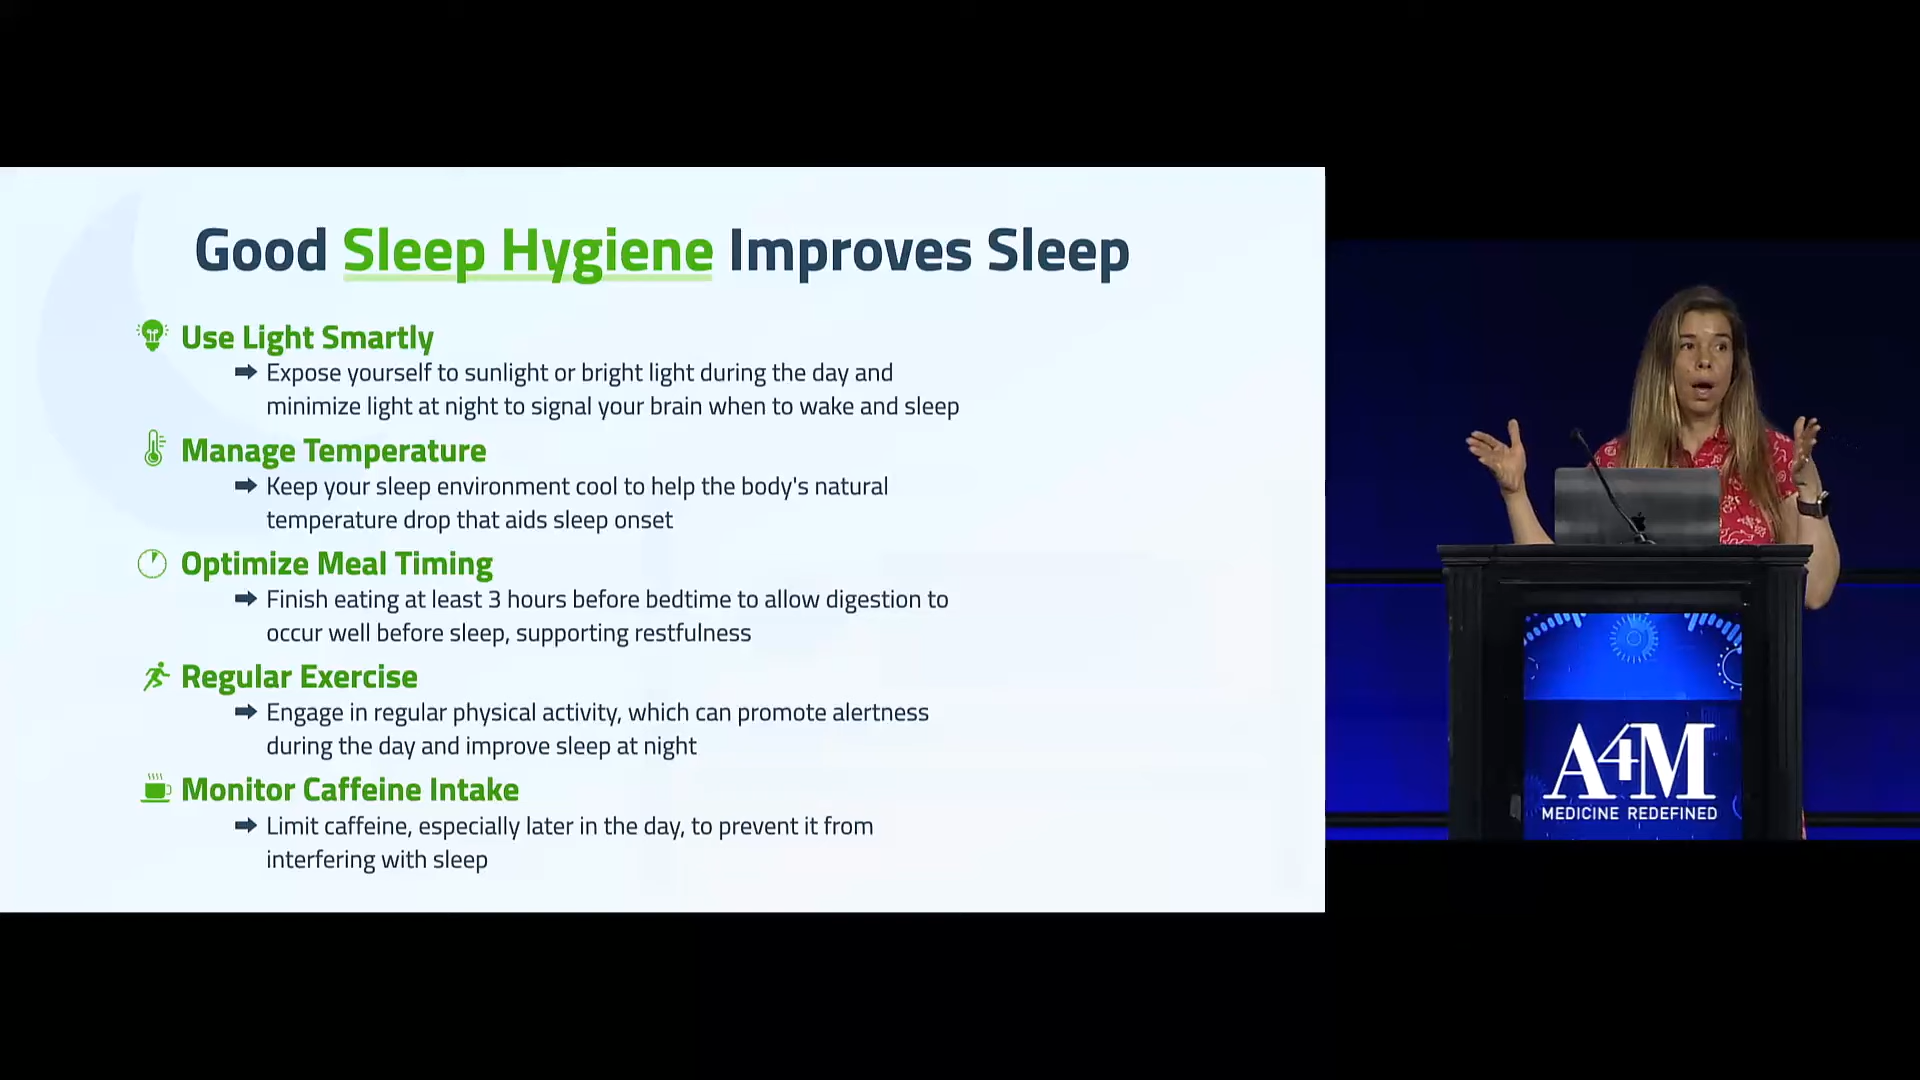 Good Sleep Hygiene Improves Sleep
Use Light Smartly
Expose yourself to sunlight or bright light during the day and
minimize light at night to signal your brain when to wake and sleep
Manage Temperature
Keep your sleep environment cool to help the body's natural
temperature drop that aids sleep onset
Optimize Meal Timing
Finish eating at least 3 hours before bedtime to allow digestion to
occur well before sleep, supporting restfulness
Regular Exercise
Engage in regular physical activity, which can promote alertness
during the day and improve sleep at night
Monitor Caffeine Intake
Limit caffeine, especially later in the day, to prevent it from
interfering with sleep
A4M
MEDICINE REDEFINED